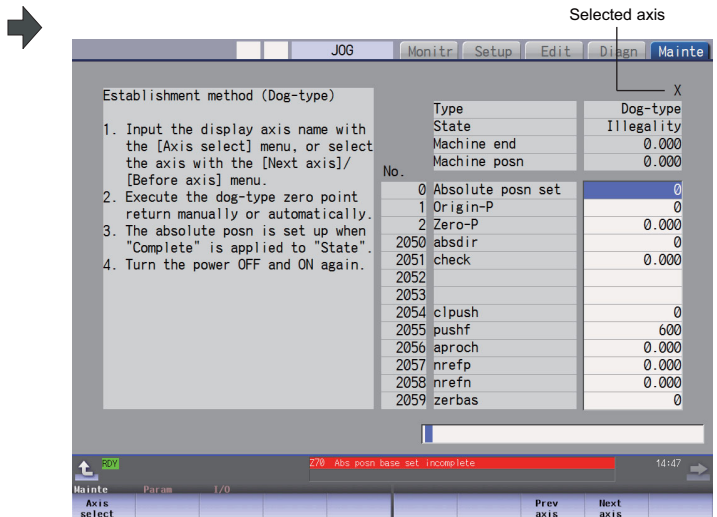 Selected axis
JOG Monitr Setup Edit Diagn Mainte
X
Establishment method (Dog-type)
1. Input the display axis name with
the [Axis select] menu, or select
the axis with the [Next axis]/
[Before axis] menu.
2. Execute the dog-type zero point
return manually or automatically.
3. The absolute posn is set up when
"Complete" is applied to "State".
4. Turn the power OFF and ON again.
Type Dog-type
State Illegality
Machine end 0.000
Machine posn 0.000
No.
0 Absolute posn set 0
1 Origin-P 0
2 Zero-P 0.000
2050 absdir 0
2051 check 0.000
2052
2053
2054 clpush 0
2055 pushf 600
2056 aproch 0.000
2057 nrefp 0.000
2058 nrefn 0.000
2059 zerbas 0
RDY Z70 Abs posn base set incomplete 14:47
Mainte Param I/O
Axis select Prev axis Next axis